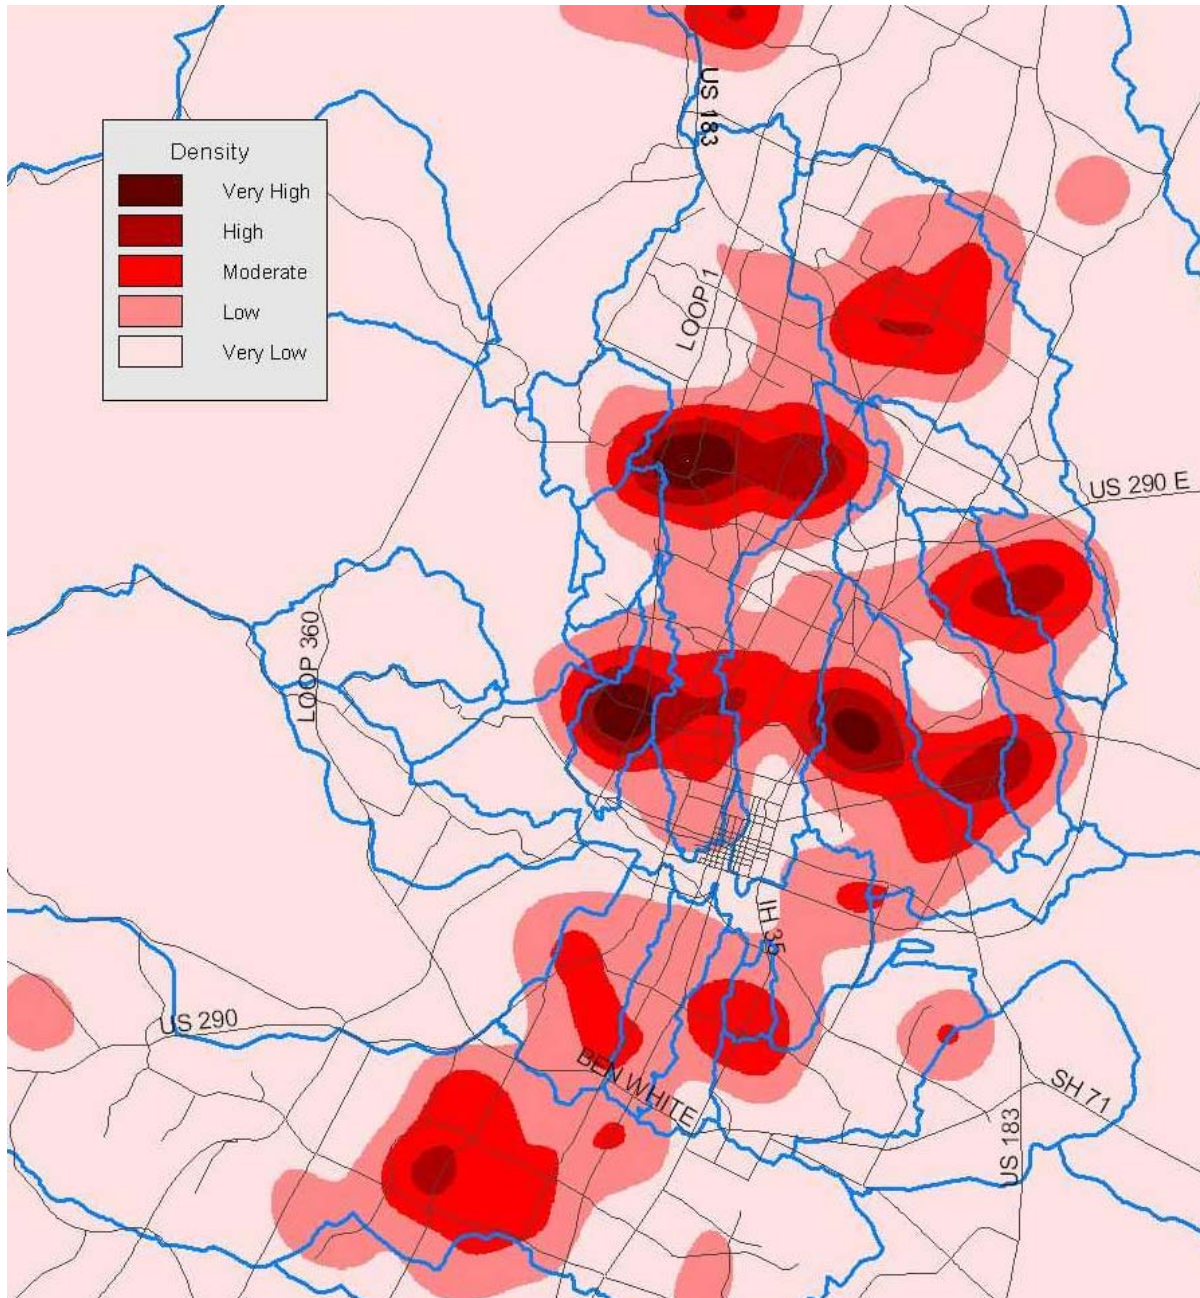 US 183
Density
Very High
High
Moderate
Low
Very Low
LOOP 1
US 290 E
LOOP 360
IH 35
US 290
BEN WHITE
SH 71
US 183